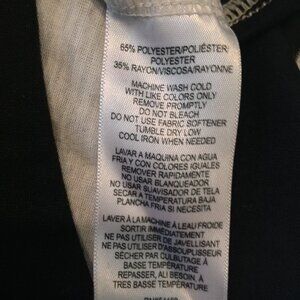 65% POLYESTER/POLIÉSTER/
POLYESTER
35% RAYON/VISCOSA/RAYONNE
MACHINE WASH COLD
WITH LIKE COLORS ONLY
REMOVE PROMPTLY
DO NOT BLEACH
DO NOT USE FABRIC SOFTENER
TUMBLE DRY LOW
COOL IRON WHEN NEEDED
LAVAR A MAQUINA CON AGUA
FRIA Y CON COLORES IGUALES
REMOVER RAPIDAMENTE
NO USAR BLANQUEADOR
NO USAR SUAVISADOR DE TELA
SECAR A TEMPERATURA BAJA
PLANCHA FRIA SI NECESITA
LAVER À LA MACHINE À L'EAU FROIDE
SORTIR IMMÉDIATEMENT
NE PAS UTILISER DE JAVELLISANT
NE PAS UTILISER D'ASSOUPLISSEUR
SÉCHER PAR CULBUTAGE À
BASSE TEMPÉRATURE
REPASSER, AU BESOIN, À
TRES BASSE TEMPÉRATURE